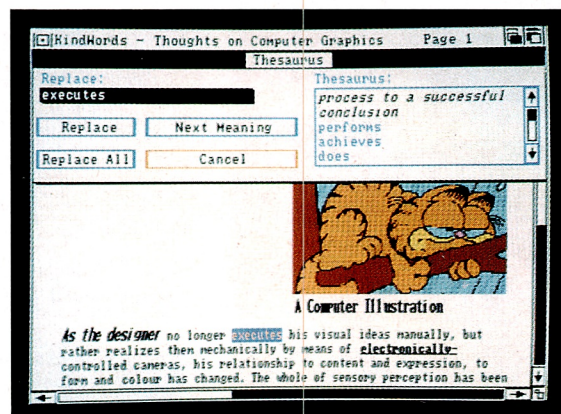 KindWords - Thoughts on Computer Graphics Page 1
Thesaurus
Replace:
executes
Replace
Next Meaning
Replace All
Cancel
Thesaurus:
process to a successful
conclusion
performs
achieves
does
A Computer Illustration
As the designer no longer executes his visual ideas manually, but
rather realizes them mechanically by means of electronically-
controlled cameras, his relationship to content and expression, to
form and colour has changed. The whole of sensory perception has been